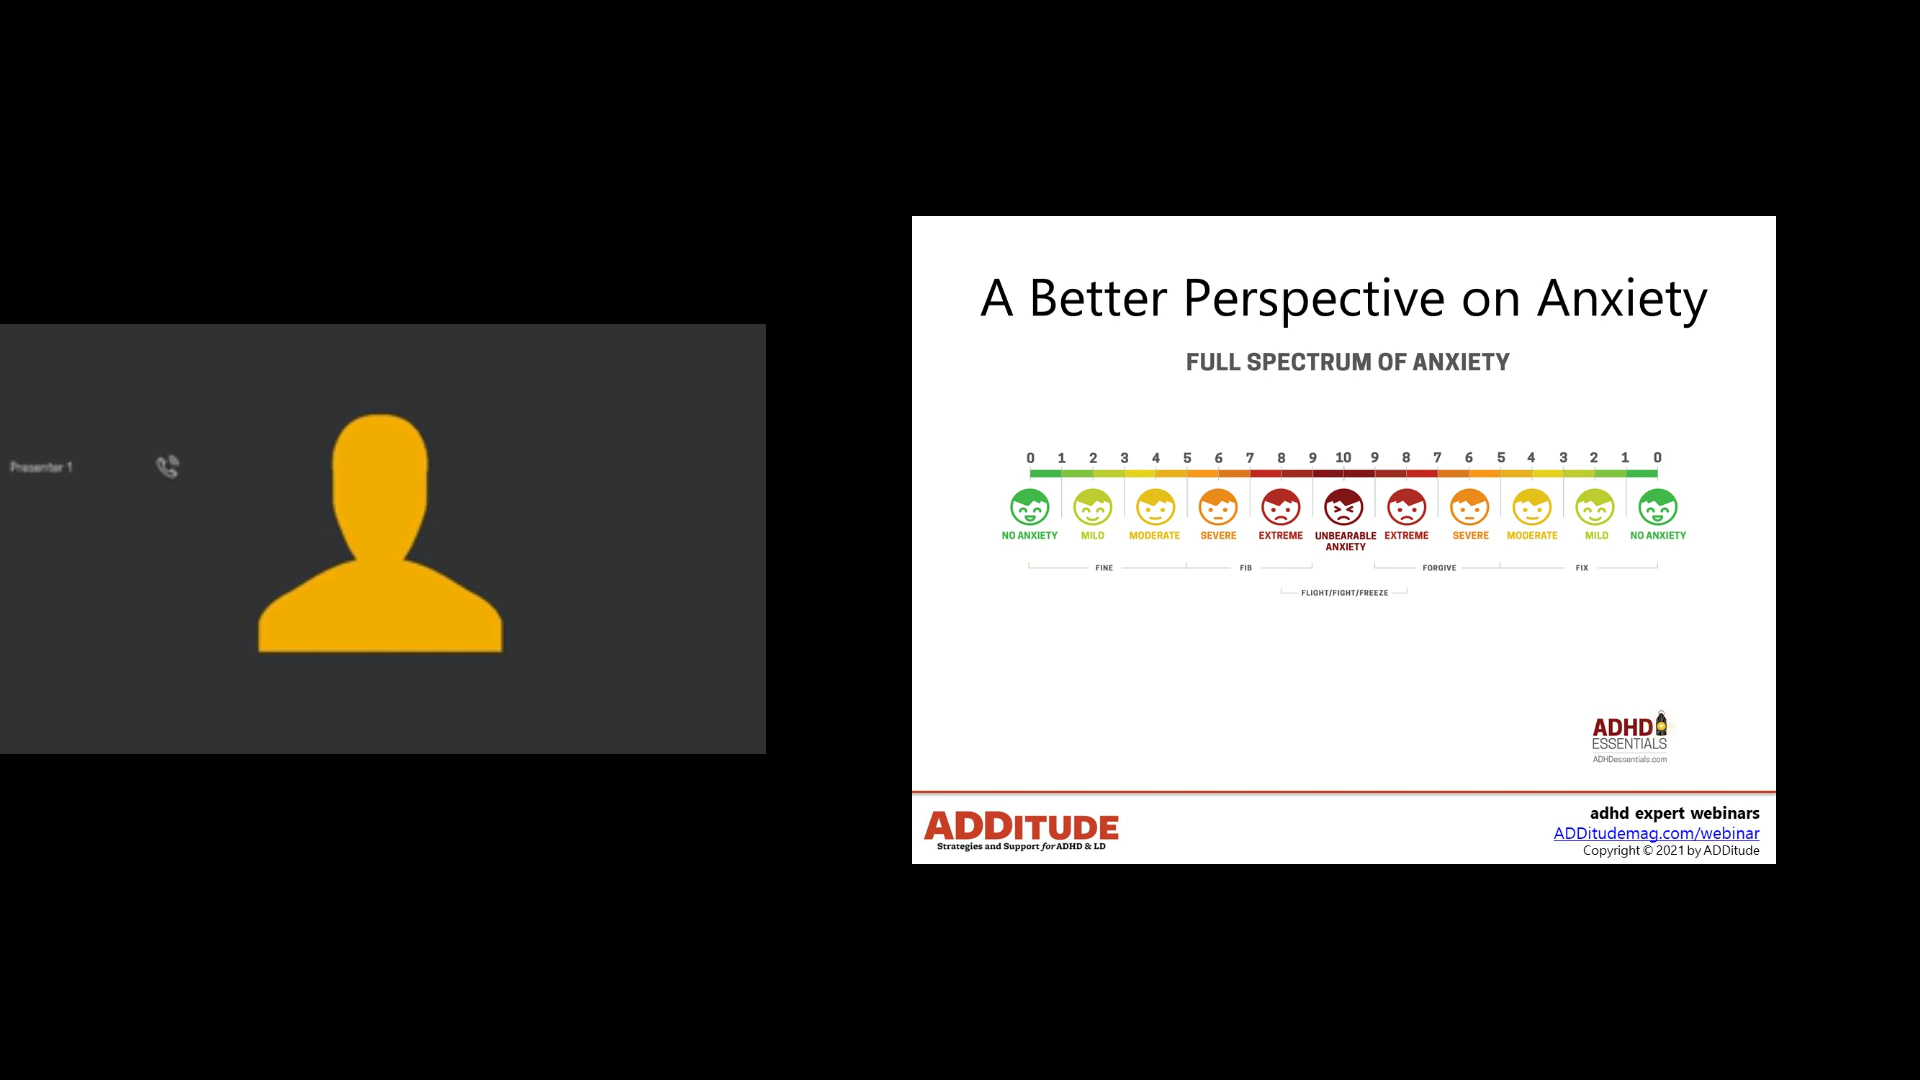 Presenter 1
A Better Perspective on Anxiety
FULL SPECTRUM OF ANXIETY
0 1 2 3 4 5 6 7 8 9 10 9 8 7 6 5 4 3 2 1 0
NO ANXIETY MILD MODERATE SEVERE EXTREME UNBEARABLE ANXIETY EXTREME SEVERE MODERATE MILD NO ANXIETY
FINE FIB FORGIVE FIX
FLIGHT/FIGHT/FREEZE
ADHD
ESSENTIALS
ADHDessentials.com
ADDITUDE
Strategies and Support for ADHD & LD
adhd expert webinars
ADDitudemag.com/webinar
Copyright © 2021 by ADDitude